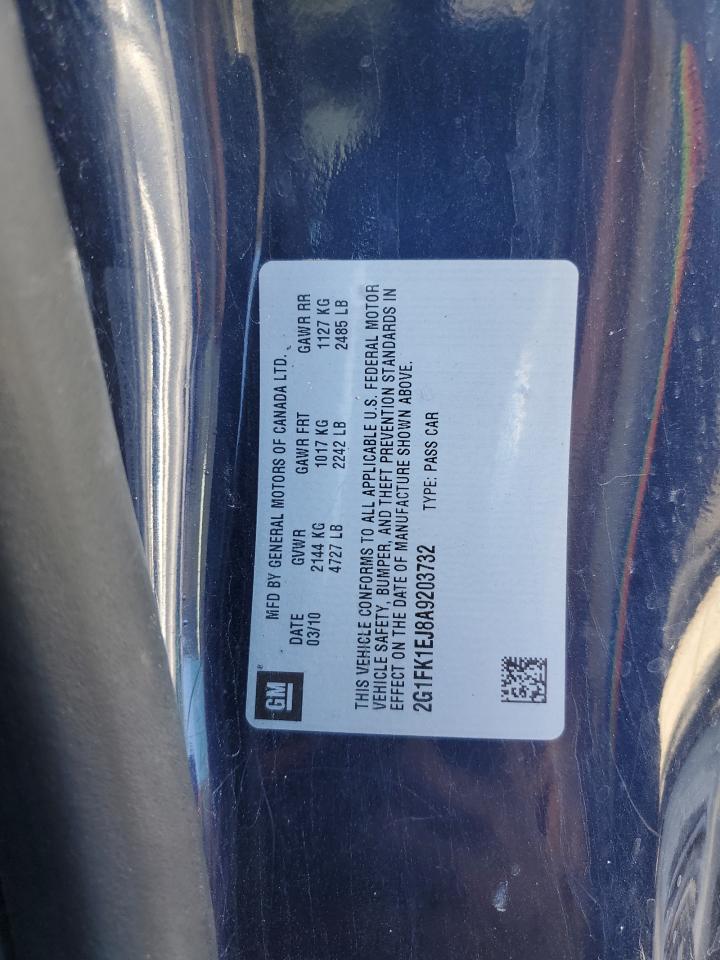 GM
MFD BY GENERAL MOTORS OF CANADA LTD.
DATE GVWR GAWR FRT GAWR RR
03/10 2144 KG 1017 KG 1127 KG
4727 LB 2242 LB 2485 LB
THIS VEHICLE CONFORMS TO ALL APPLICABLE U.S. FEDERAL MOTOR
VEHICLE SAFETY, BUMPER, AND THEFT PREVENTION STANDARDS IN
EFFECT ON THE DATE OF MANUFACTURE SHOWN ABOVE.
2G1FK1EJ8A9203732 TYPE: PASS CAR